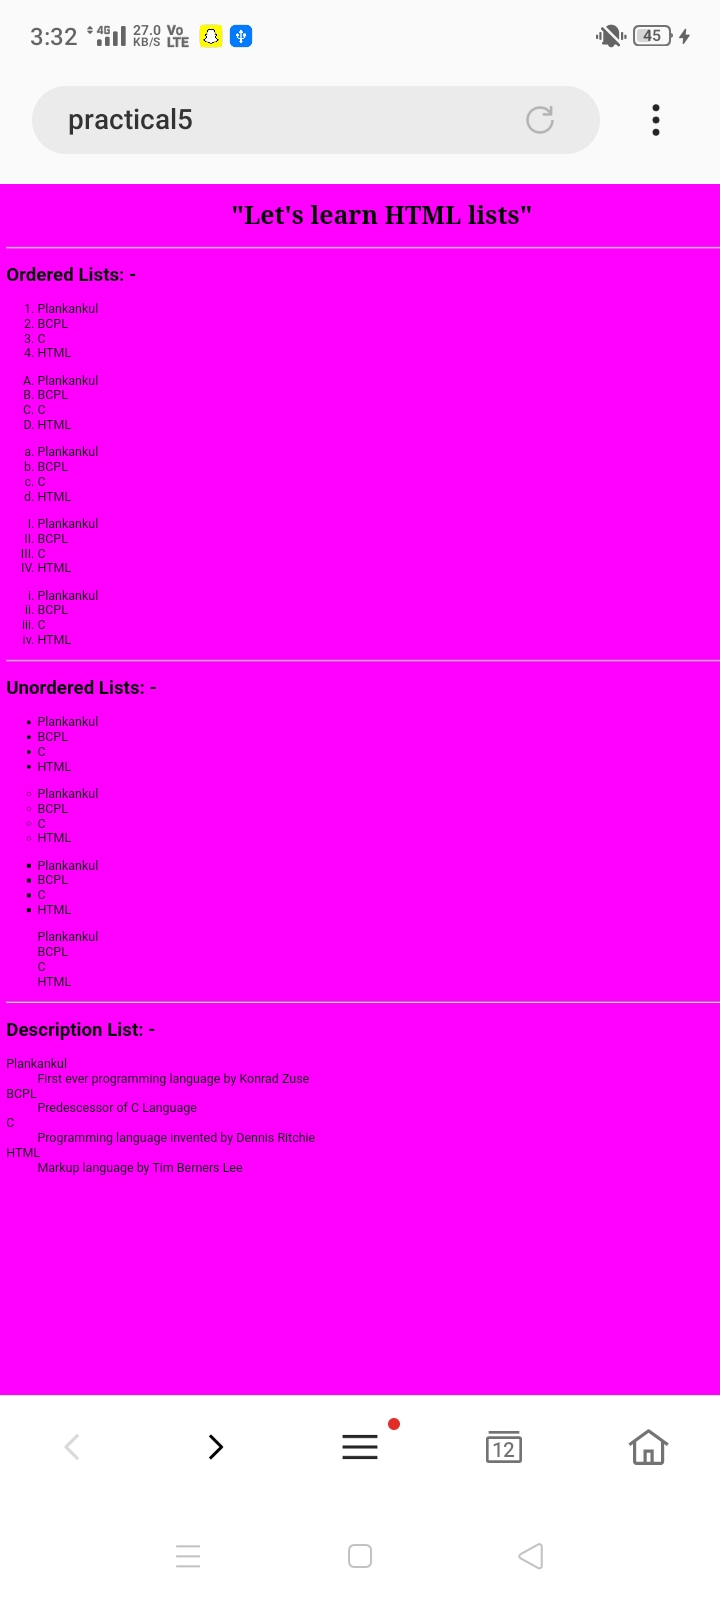 3:32 4G 27.0 KB/S Vo LTE 45
practical5
"Let's learn HTML lists"
Ordered Lists: -
1. Plankankul
2. BCPL
3. C
4. HTML
A. Plankankul
B. BCPL
C. C
D. HTML
a. Plankankul
b. BCPL
c. C
d. HTML
I. Plankankul
II. BCPL
III. C
IV. HTML
i. Plankankul
ii. BCPL
iii. C
iv. HTML
Unordered Lists: -
• Plankankul
• BCPL
• C
• HTML
◦ Plankankul
◦ BCPL
◦ C
◦ HTML
▪ Plankankul
▪ BCPL
▪ C
▪ HTML
Plankankul
BCPL
C
HTML
Description List: -
Plankankul
First ever programming language by Konrad Zuse
BCPL
Predescessor of C Language
C
Programming language invented by Dennis Ritchie
HTML
Markup language by Tim Berners Lee
12